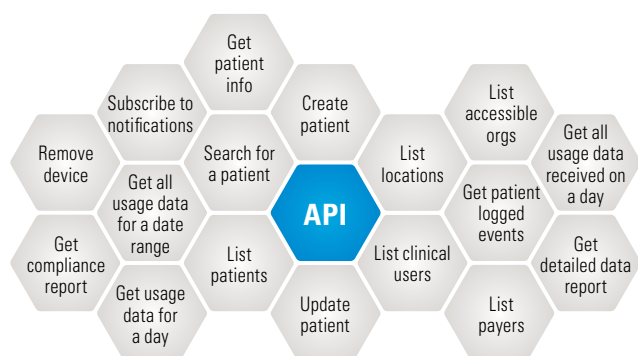 Get
patient
info
Subscribe to
notifications
Create
patient
List
accessible
orgs
Remove
device
Search for
a patient
List
locations
Get all
usage data
received on
a day
Get all
usage data
for a date
range
API
Get patient
logged
events
Get
compliance
report
List
patients
List clinical
users
Get
detailed data
report
Get usage
data for
a day
Update
patient
List
payers